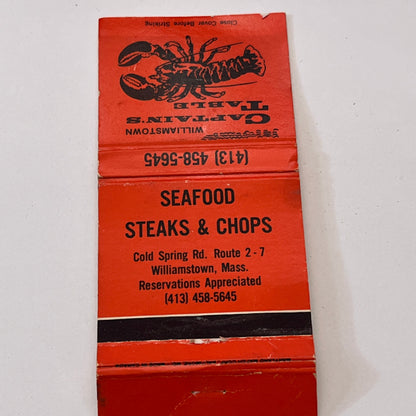 Close Cover Before Striking
WILLIAMSTOWN
CAPTAIN'S
TABLE
(413) 458-5645
SEAFOOD
STEAKS & CHOPS
Cold Spring Rd. Route 2 - 7
Williamstown, Mass.
Reservations Appreciated
(413) 458-5645